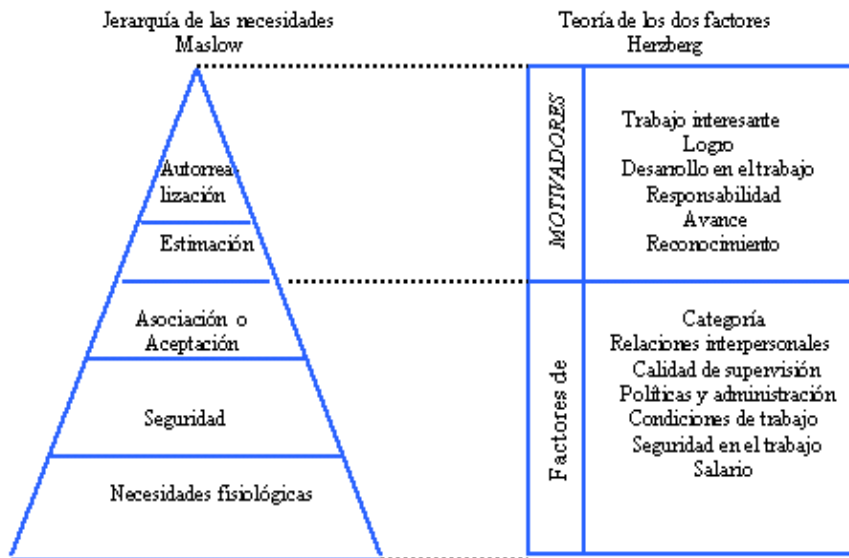 Jerarquía de las necesidades
Maslow
Autorrea-
lización
Estimación
Asociación o
Aceptación
Seguridad
Necesidades fisiológicas
Teoría de los dos factores
Herzberg
MOTIVADORES
Trabajo interesante
Logro
Desarrollo en el trabajo
Responsabilidad
Avance
Reconocimiento
Factores de
Categoría
Relaciones interpersonales
Calidad de supervisión
Políticas y administración
Condiciones de trabajo
Seguridad en el trabajo
Salario